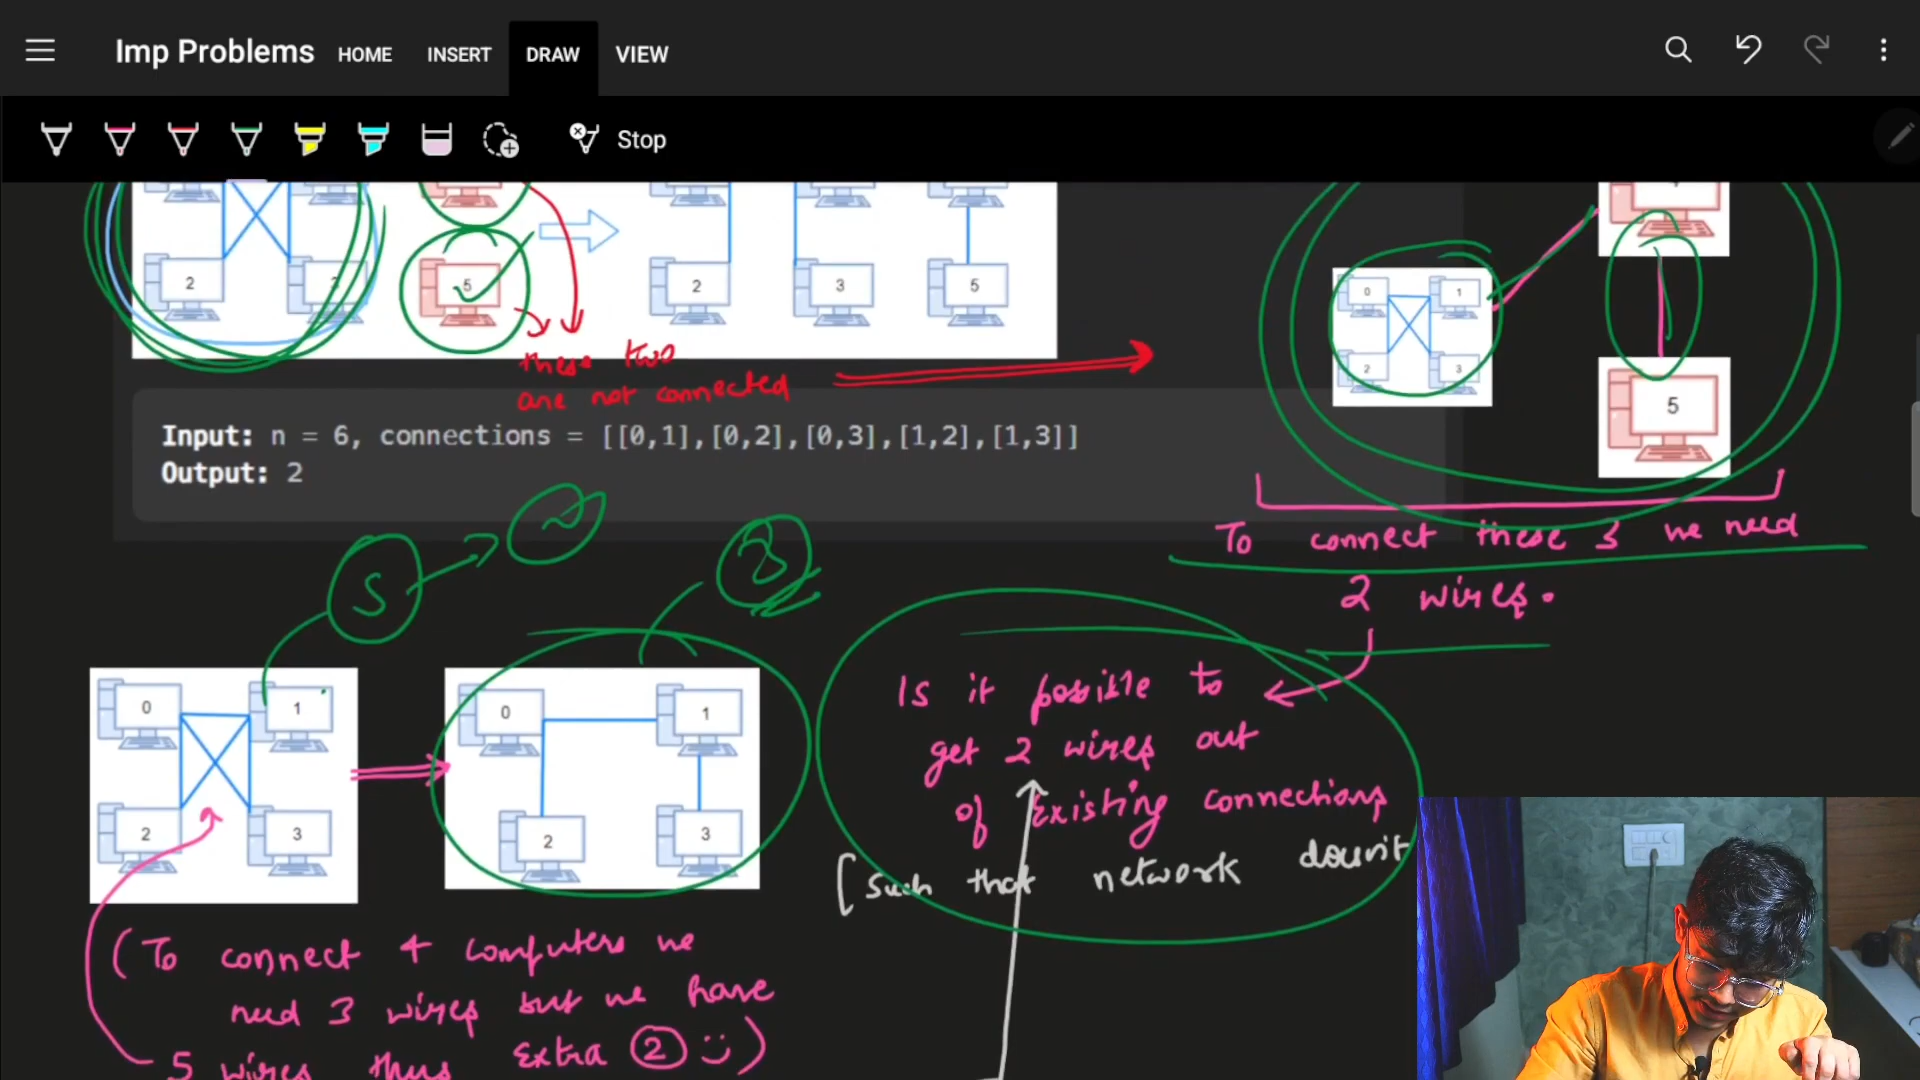 Imp Problems HOME INSERT DRAW VIEW
Stop
2 5 2 3 5
0 1
2 3
5
these two
are not connected
Input: n = 6, connections = [[0,1],[0,2],[0,3],[1,2],[1,3]]
Output: 2
To connect these 3 we need
2 wires.
5
3
0 1
2 3
0 1
2 3
Is it possible to
get 2 wires out
of Existing connections
[such that network
(To connect 4 computers we
need 3 wires but we have
5 wires thus Extra 2 :))